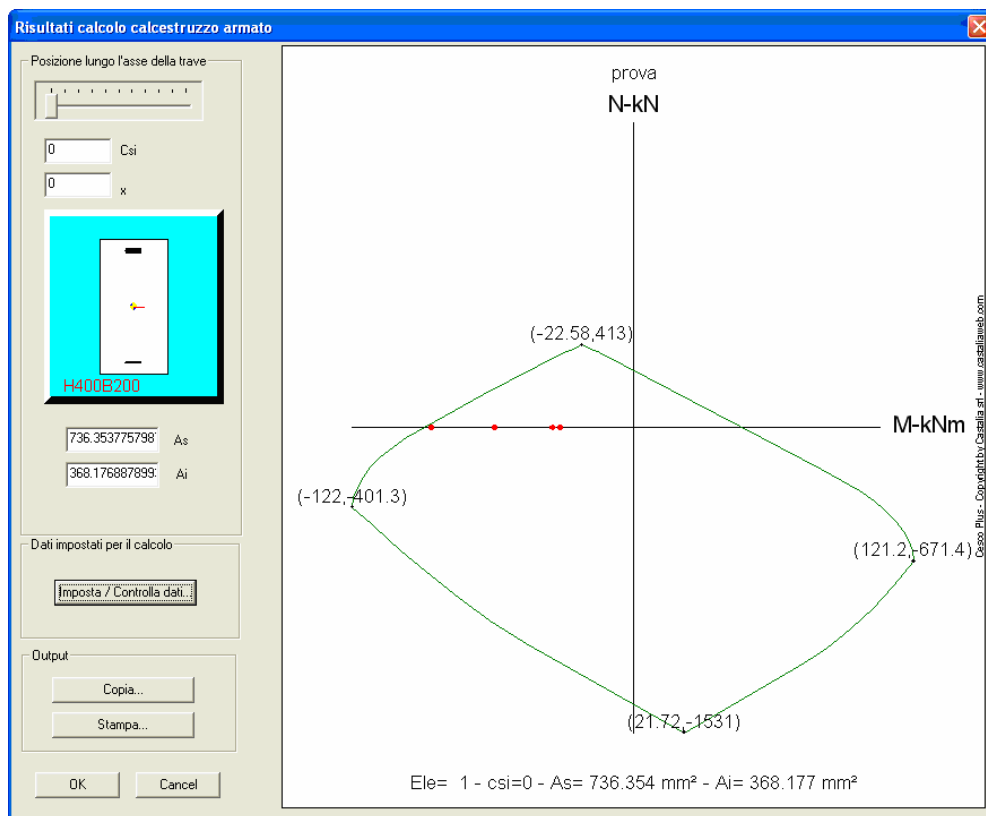 Risultati calcolo calcestruzzo armato
Posizione lungo l'asse della trave
0 Csi
0 x
H400B200
736.353775798 As
368.176887899 Ai
Dati impostati per il calcolo
Imposta / Controlla dati...
Output
Copia...
Stampa...
OK Cancel
prova
N-kN
(-22.58,413)
M-kNm
(-122,-401.3)
(121.2,-671.4)
(21.72,-1531)
Ele= 1 - csi=0 - As= 736.354 mm² - Ai= 368.177 mm²
Cesco Plus - Copyright by Castalia srl - www.castaliaweb.com